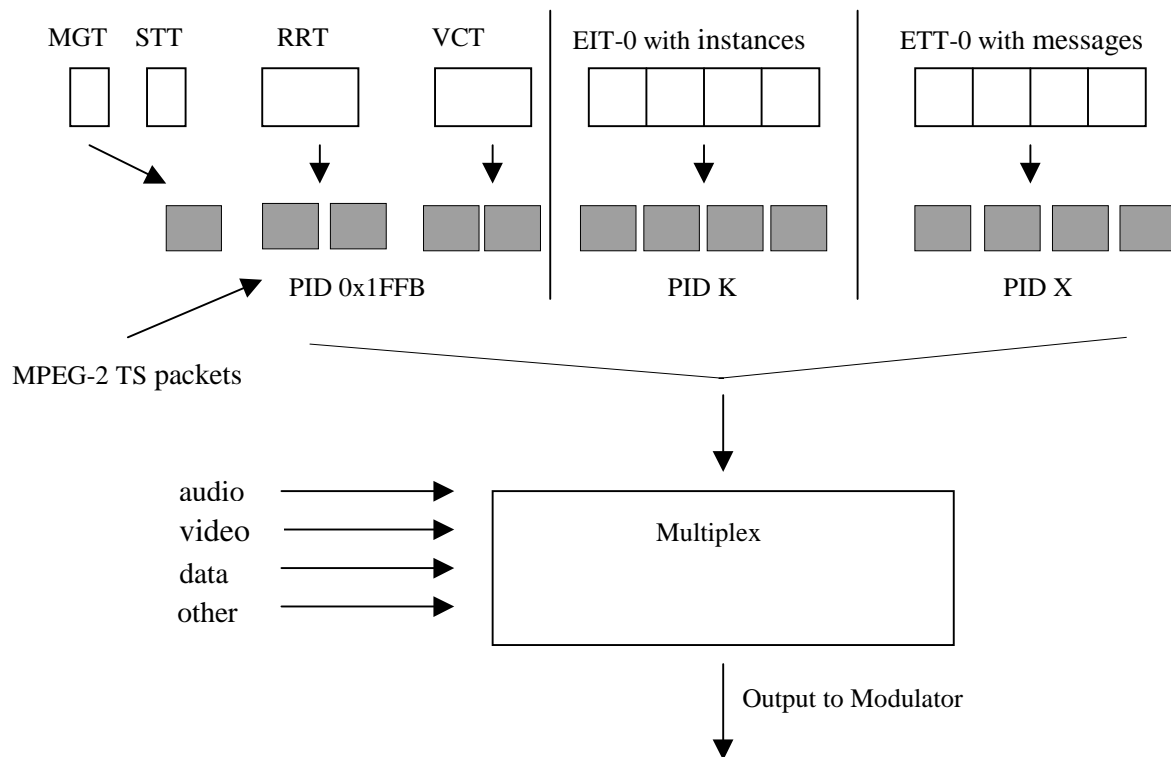 MGT STT RRT VCT EIT-0 with instances ETT-0 with messages
PID 0x1FFB PID K PID X
MPEG-2 TS packets
audio
video
Multiplex
data
other
Output to Modulator